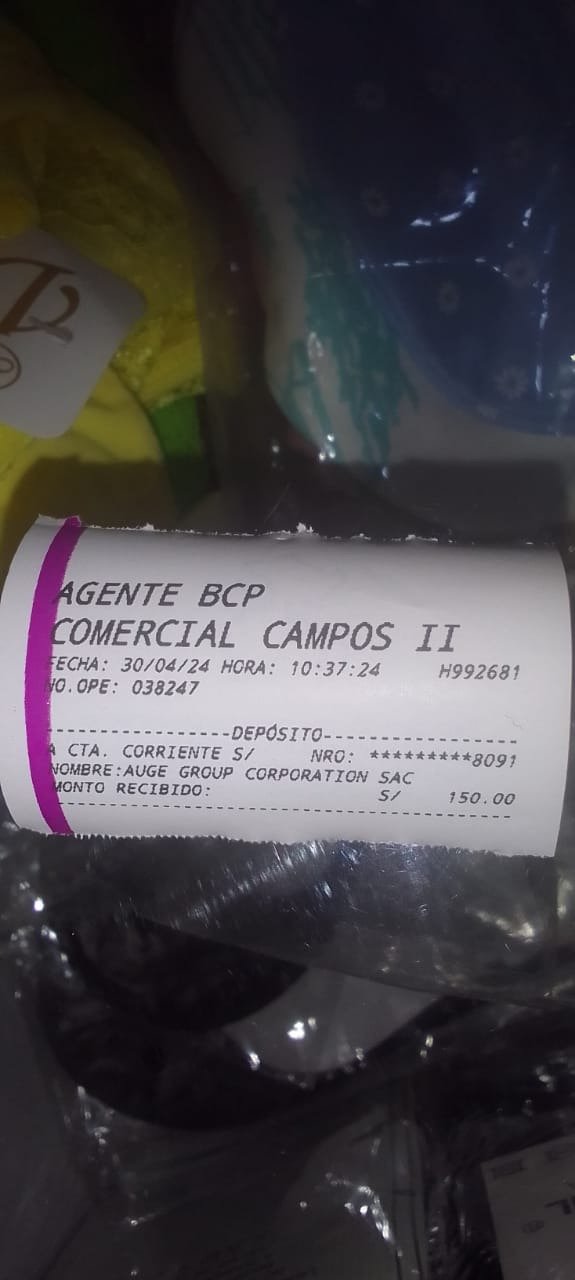 AGENTE BCP
COMERCIAL CAMPOS II
FECHA: 30/04/24 HORA: 10:37:24 H992681
NO.OPE: 038247
-----------------DEPÓSITO------------------
A CTA. CORRIENTE S/ NRO: *********8091
NOMBRE:AUGE GROUP CORPORATION SAC
MONTO RECIBIDO: S/ 150.00